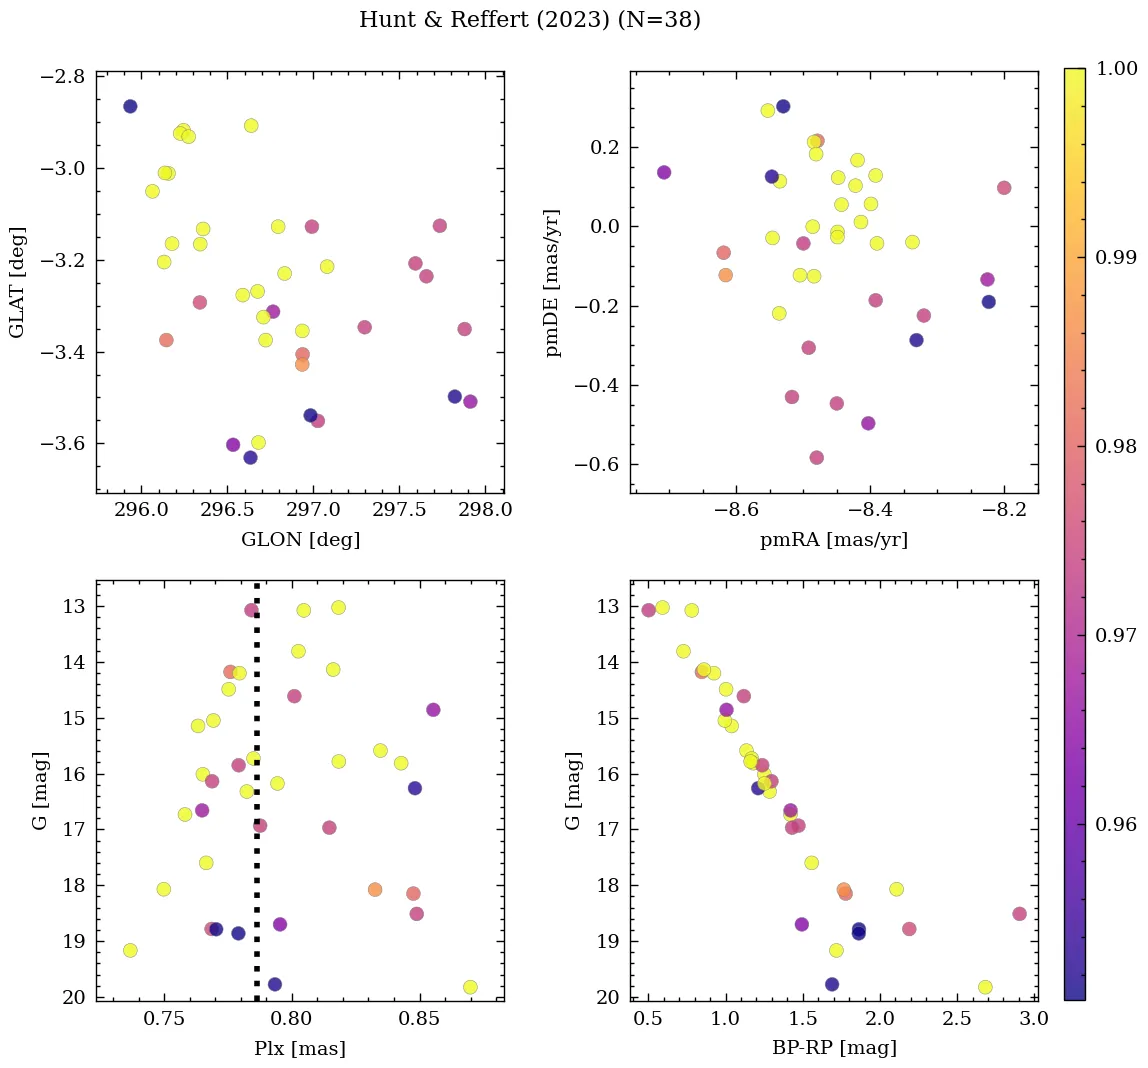 Hunt & Reffert (2023) (N=38)
−2.8
−3.0
−3.2
−3.4
−3.6
GLAT [deg]
296.0 296.5 297.0 297.5 298.0
GLON [deg]
0.2
0.0
−0.2
−0.4
−0.6
pmDE [mas/yr]
−8.6 −8.4 −8.2
pmRA [mas/yr]
13
14
15
16
17
18
19
20
G [mag]
0.75 0.80 0.85
Plx [mas]
13
14
15
16
17
18
19
20
G [mag]
0.5 1.0 1.5 2.0 2.5 3.0
BP-RP [mag]
1.00
0.99
0.98
0.97
0.96